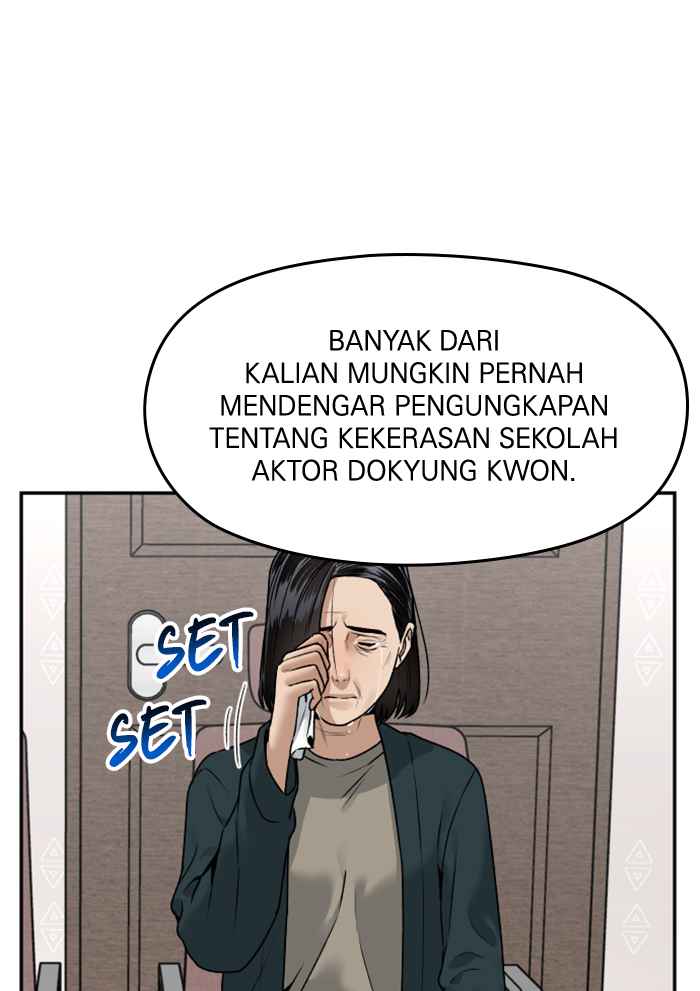 BANYAK DARI
KALIAN MUNGKIN PERNAH
MENDENGAR PENGUNGKAPAN
TENTANG KEKERASAN SEKOLAH
AKTOR DOKYUNG KWON.
SET
SET